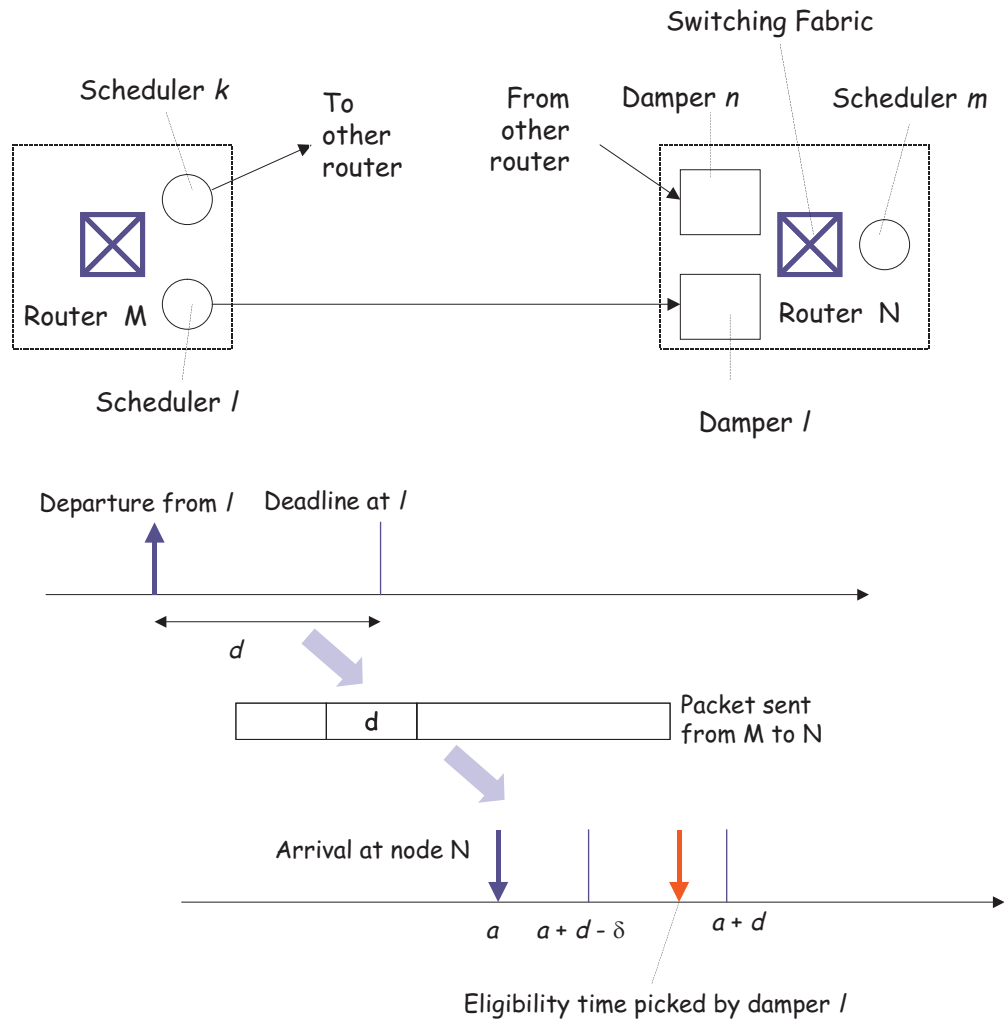 Switching Fabric
Scheduler k
To
other
router
From
other
router
Damper n
Scheduler m
Router M
Router N
Scheduler l
Damper l
Departure from l
Deadline at l
d
d
Packet sent
from M to N
Arrival at node N
a
a + d - δ
a + d
Eligibility time picked by damper l